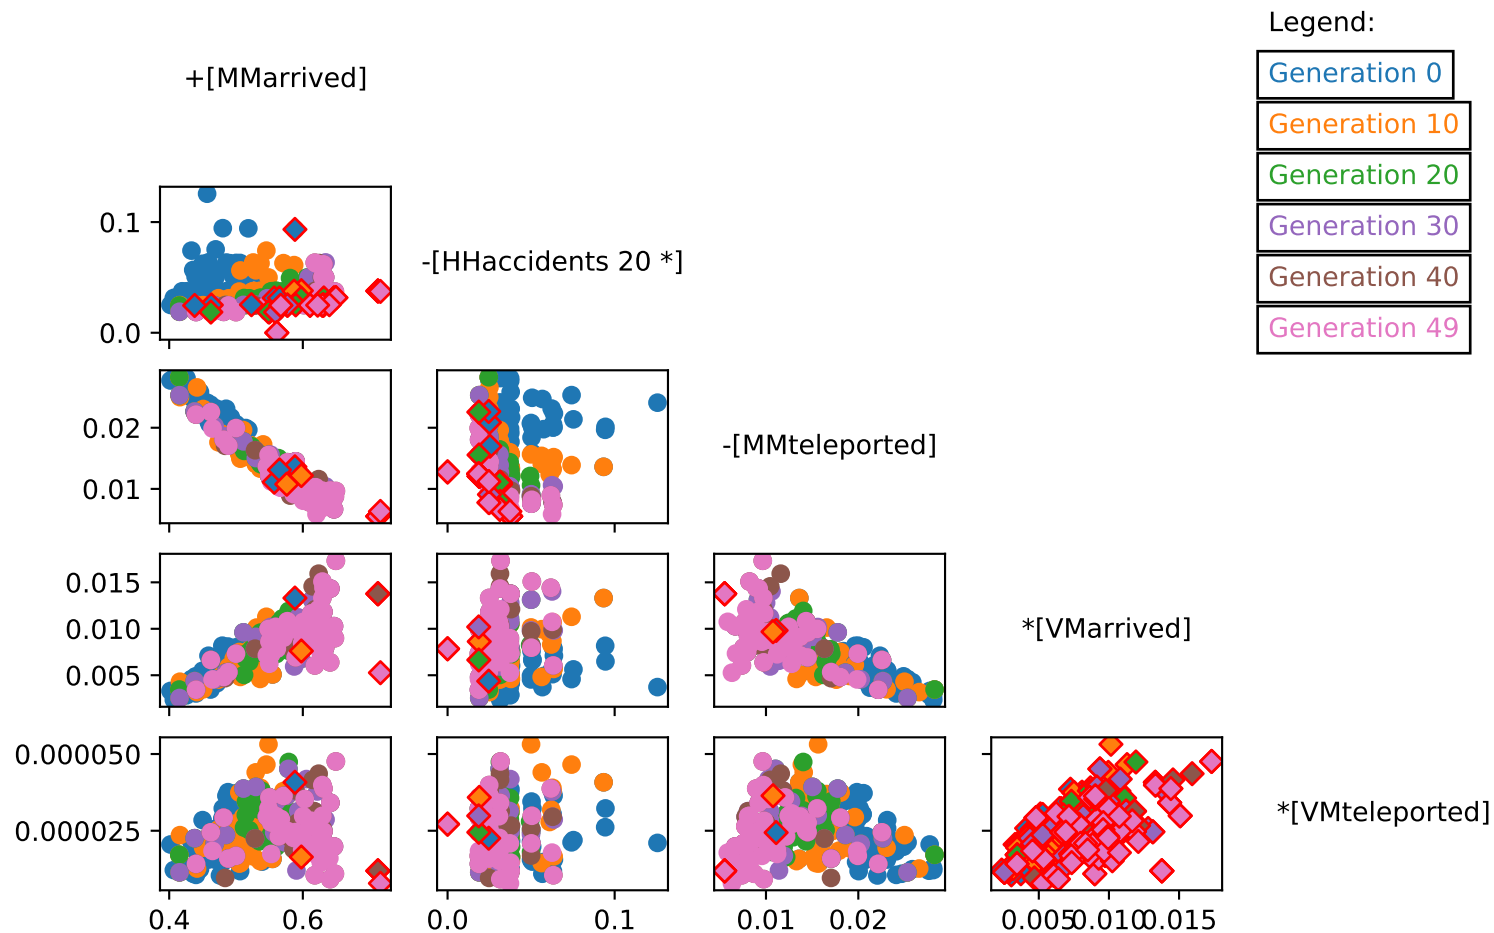 Legend:
Generation 0
Generation 10
Generation 20
Generation 30
Generation 40
Generation 49
+[MMarrived]
0.1
0.0
-[HHaccidents 20 *]
0.02
0.01
-[MMteleported]
0.015
0.010
0.005
*[VMarrived]
0.000050
0.000025
*[VMteleported]
0.4 0.6 0.0 0.1 0.01 0.02 0.005 0.010 0.015